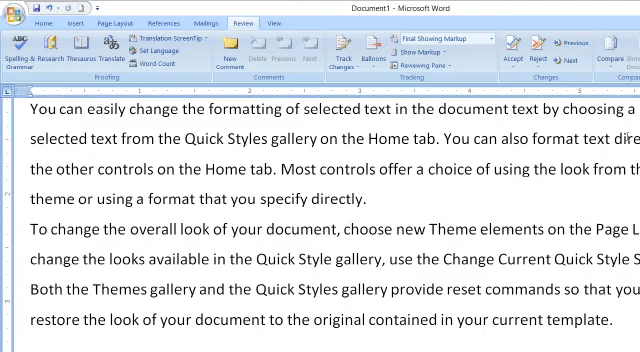 Document1 - Microsoft Word
Home Insert Page Layout References Mailings Review View
ABC Spelling & Grammar Research Thesaurus Translate Translation ScreenTip Set Language Word Count Proofing
New Comment Delete Previous Next Comments
Track Changes Balloons Final Showing Markup Show Markup Reviewing Pane Tracking
Accept Reject Previous Next Changes
Compare Compare
1 2 3 4 5
You can easily change the formatting of selected text in the document text by choosing a
selected text from the Quick Styles gallery on the Home tab. You can also format text dire
the other controls on the Home tab. Most controls offer a choice of using the look from th
theme or using a format that you specify directly.
To change the overall look of your document, choose new Theme elements on the Page L
change the looks available in the Quick Style gallery, use the Change Current Quick Style S
Both the Themes gallery and the Quick Styles gallery provide reset commands so that you
restore the look of your document to the original contained in your current template.